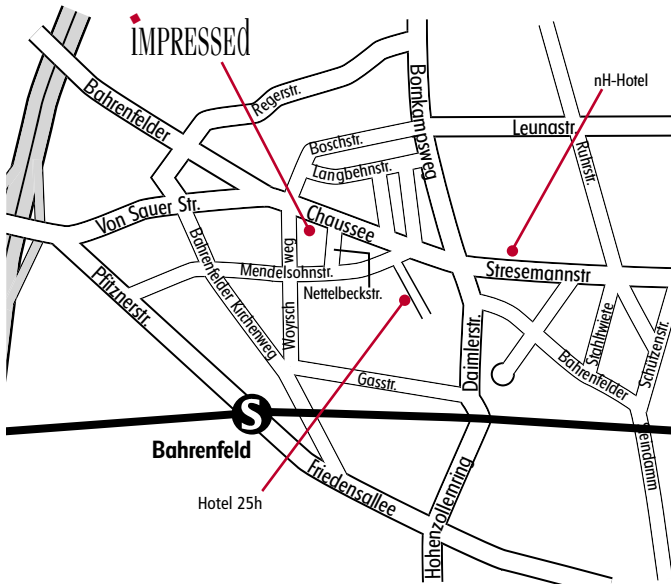 iMPRESSEd
nH-Hotel
Bahrenfelder
Regerstr.
Bornkampsweg
Leunastr.
Boschstr.
Langbehnstr.
Ruhrstr.
Von Sauer Str.
Chaussee
Bahrenfelder Kirchenweg
Woyrsch weg
Mendelsohnstr.
Nettelbeckstr.
Stresemannstr
Pfitznerstr.
Daimlerstr.
Stahltwiete
Schützenstr.
Bahrenfelder
Gasstr.
S
Bahrenfeld
Steindamm
Friedensallee
Hohenzollernring
Hotel 25h